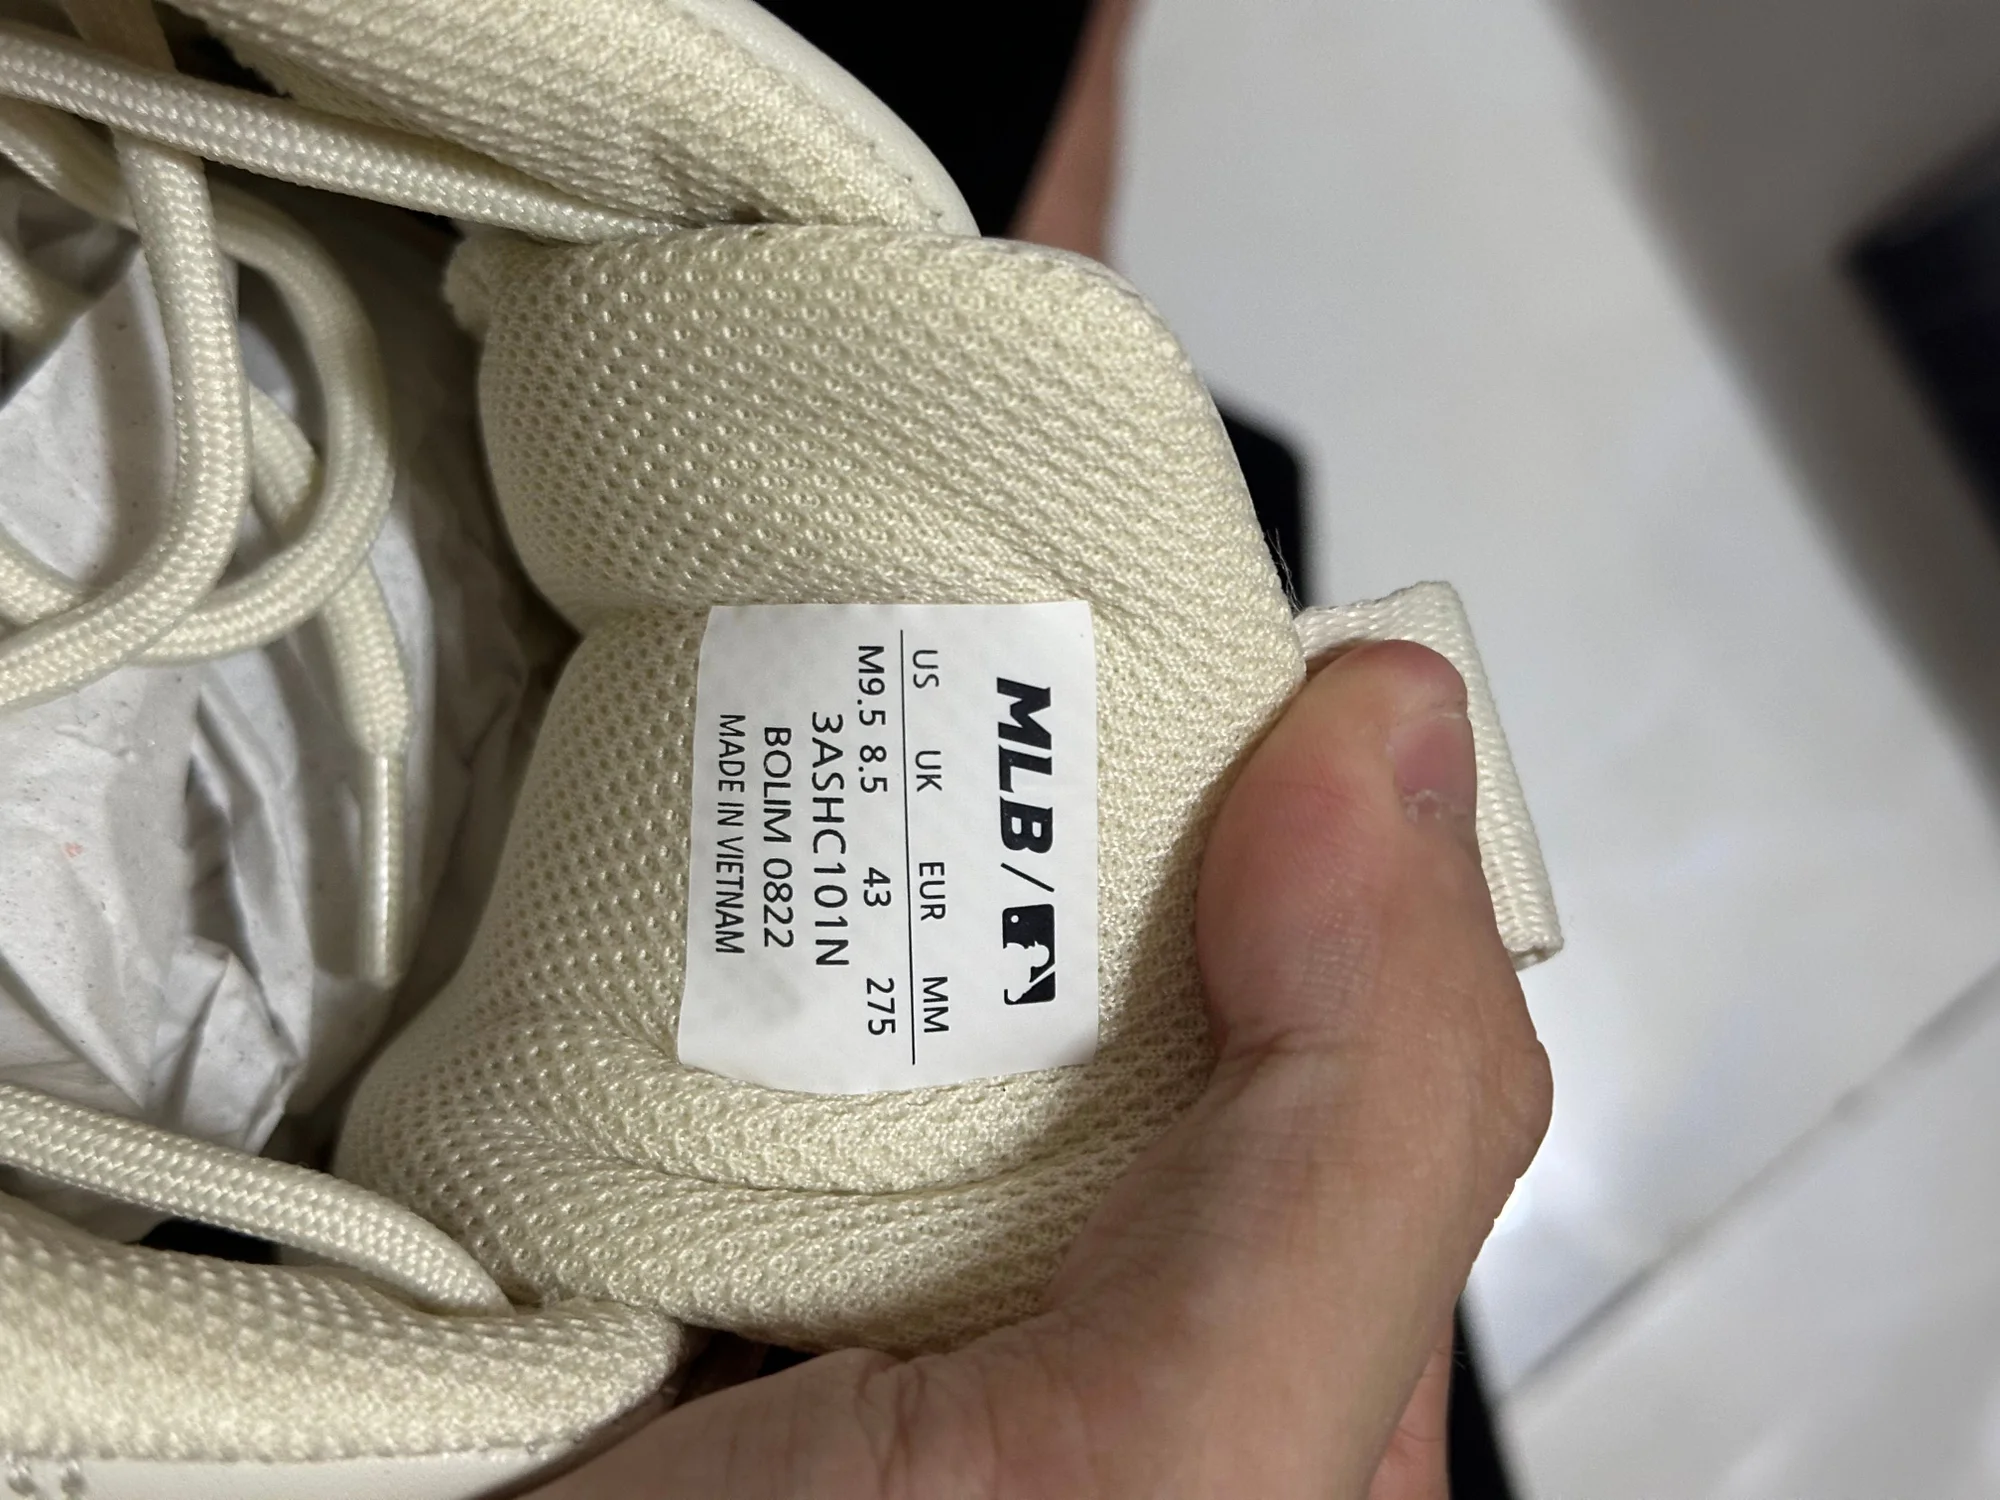 MLB/
US UK EUR MM
M9.5 8.5 43 275
3ASHC101N
BOLIM 0822
MADE IN VIETNAM